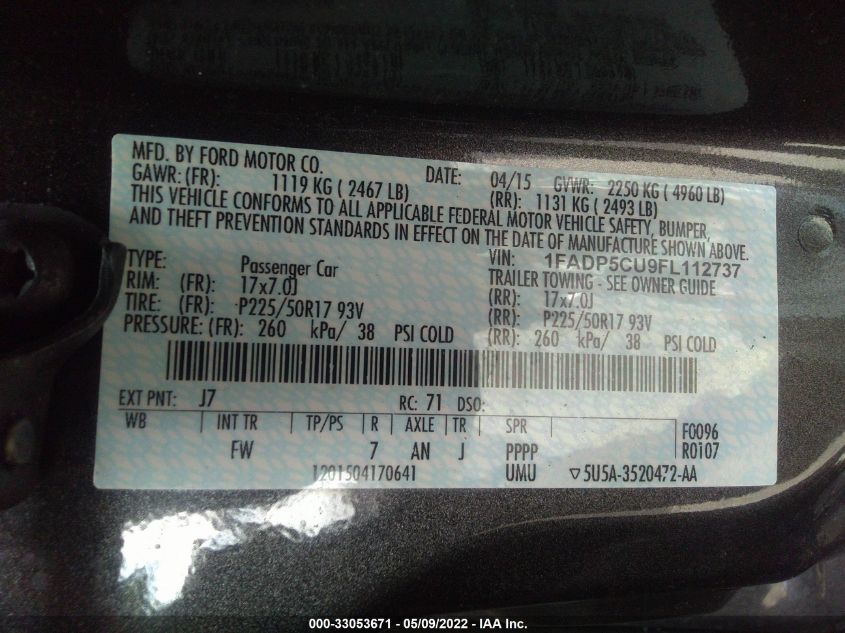 MFD. BY FORD MOTOR CO.
DATE: 04/15 GVWR: 2250 KG ( 4960 LB)
GAWR: (FR): 1119 KG ( 2467 LB) (RR): 1131 KG ( 2493 LB)
THIS VEHICLE CONFORMS TO ALL APPLICABLE FEDERAL MOTOR VEHICLE SAFETY, BUMPER,
AND THEFT PREVENTION STANDARDS IN EFFECT ON THE DATE OF MANUFACTURE SHOWN ABOVE.
VIN: 1FADP5CU9FL112737
TYPE: Passenger Car TRAILER TOWING - SEE OWNER GUIDE
RIM: (FR): 17x7.0J (RR): 17x7.0J
TIRE: (FR): P225/50R17 93V (RR): P225/50R17 93V
PRESSURE: (FR): 260 kPa/ 38 PSI COLD (RR): 260 kPa/ 38 PSI COLD
EXT PNT: J7 RC: 71 DSO:
WB INT TR TP/PS R AXLE TR SPR F0096
FW 7 AN J PPPP R0107
1201504170641 UMU ▽5U5A-3520472-AA
000-33053671 - 05/09/2022 - IAA Inc.